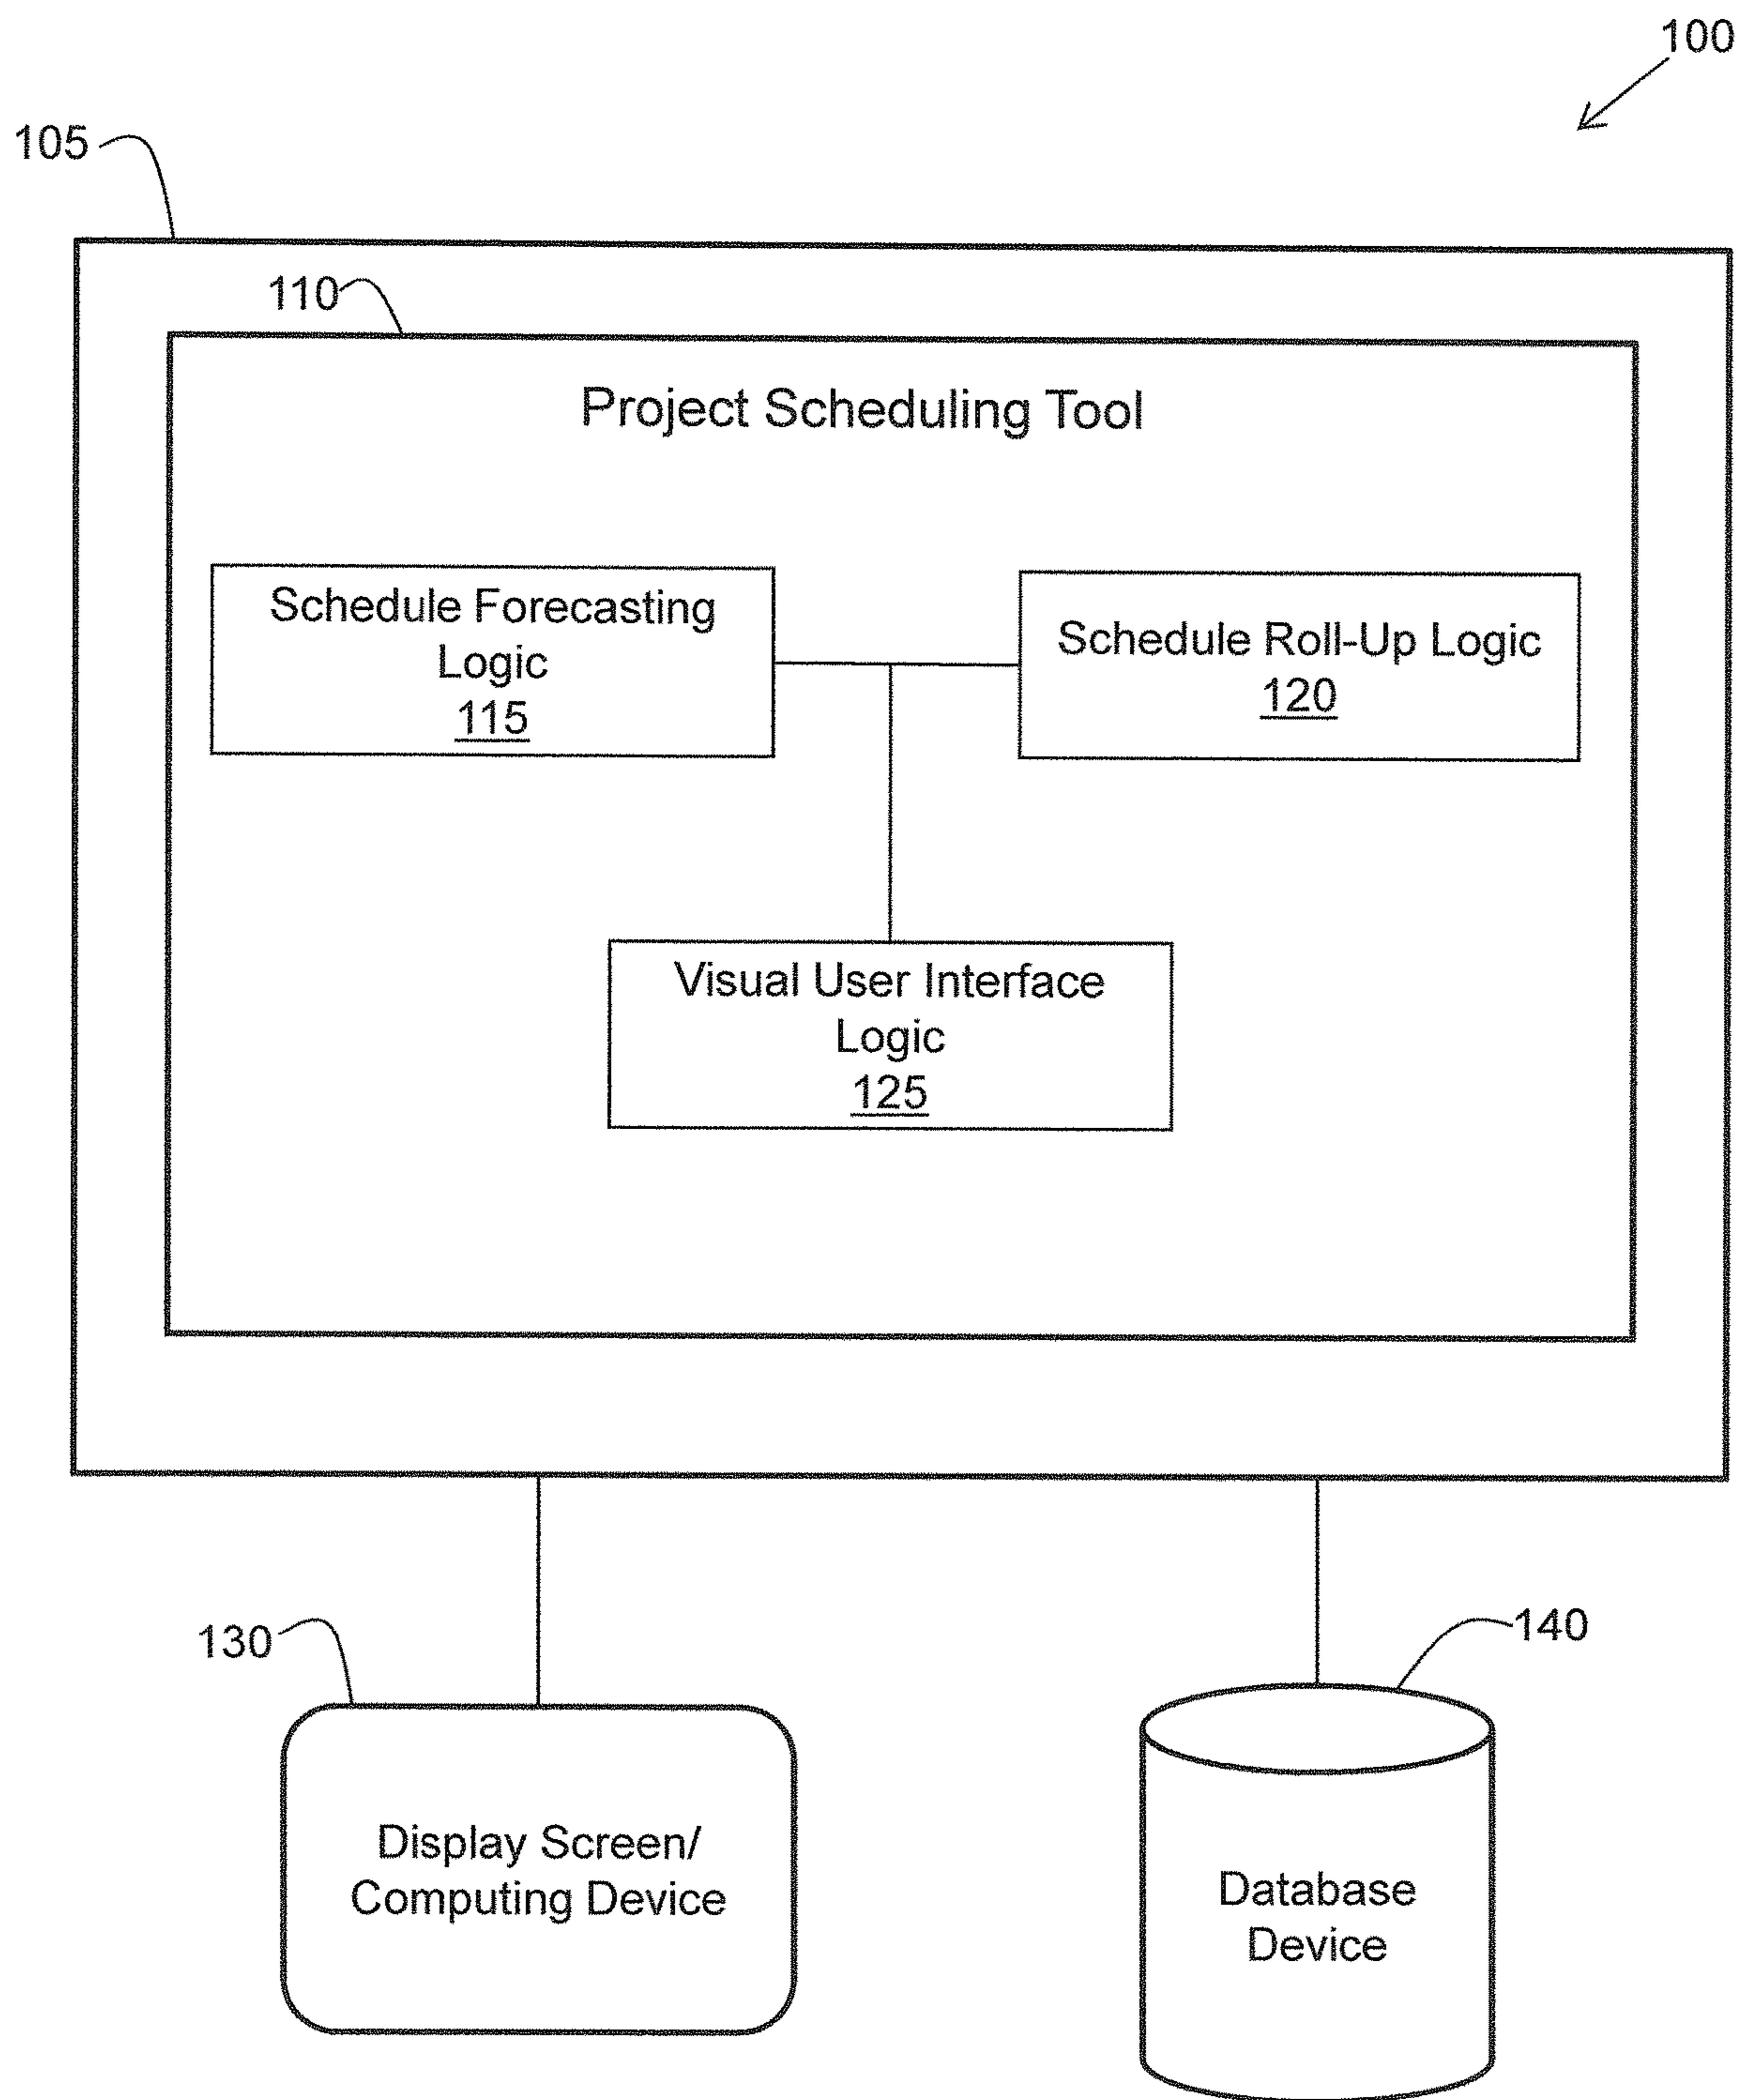 100
105
110
Project Scheduling Tool
Schedule Forecasting
Logic
115
Schedule Roll-Up Logic
120
Visual User Interface
Logic
125
130
140
Display Screen/
Computing Device
Database
Device